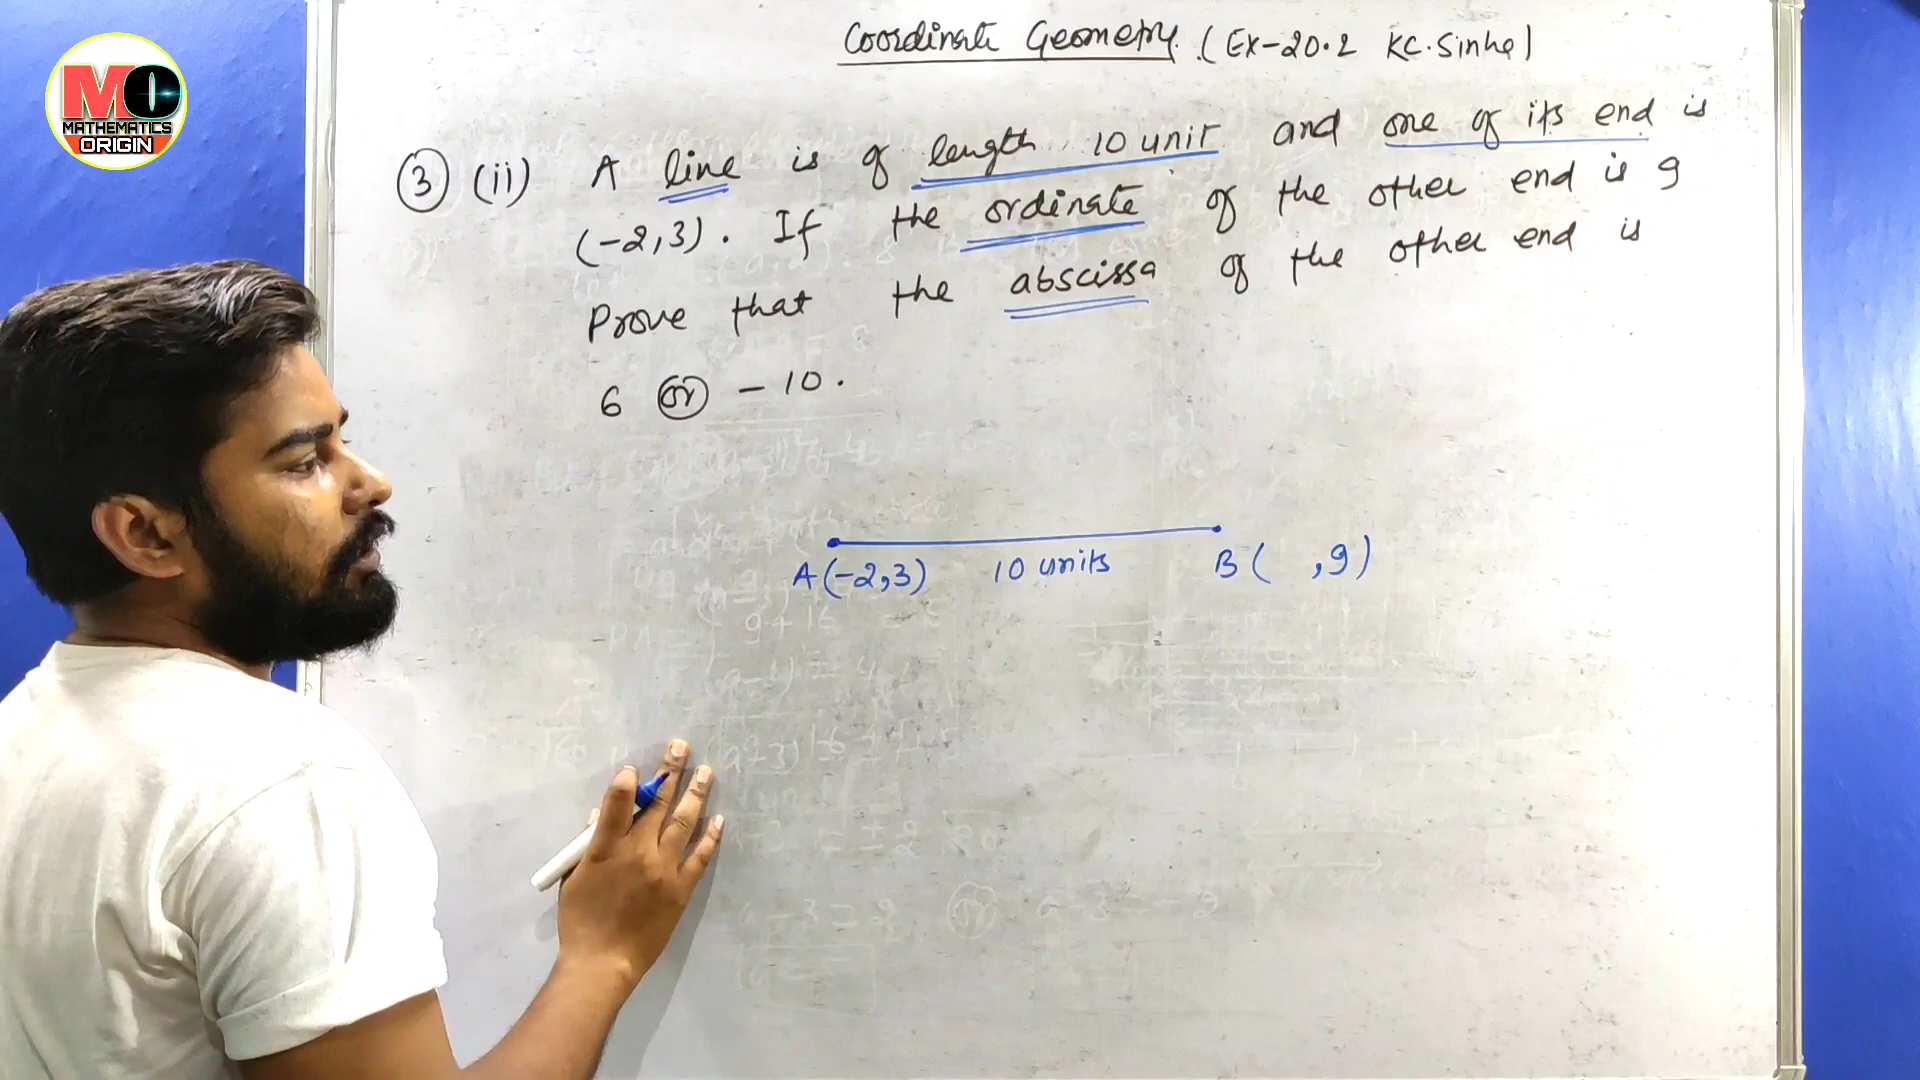 Coordinate Geometry. (Ex-20.2 KC.Sinha)
MO
MATHEMATICS
ORIGIN
3 (ii) A line is of length 10 unit and one of its end is
(-2,3). If the ordinate of the other end is 9
Prove that the abscissa of the other end is
6 or -10.
A(-2,3) 10 units B( ,9)